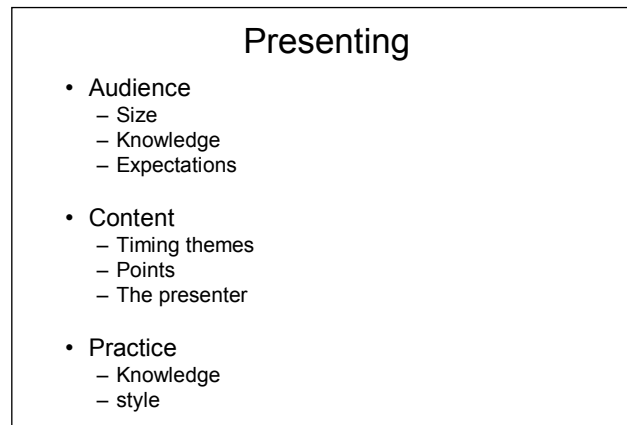 Presenting
• Audience
– Size
– Knowledge
– Expectations
• Content
– Timing themes
– Points
– The presenter
• Practice
– Knowledge
– style